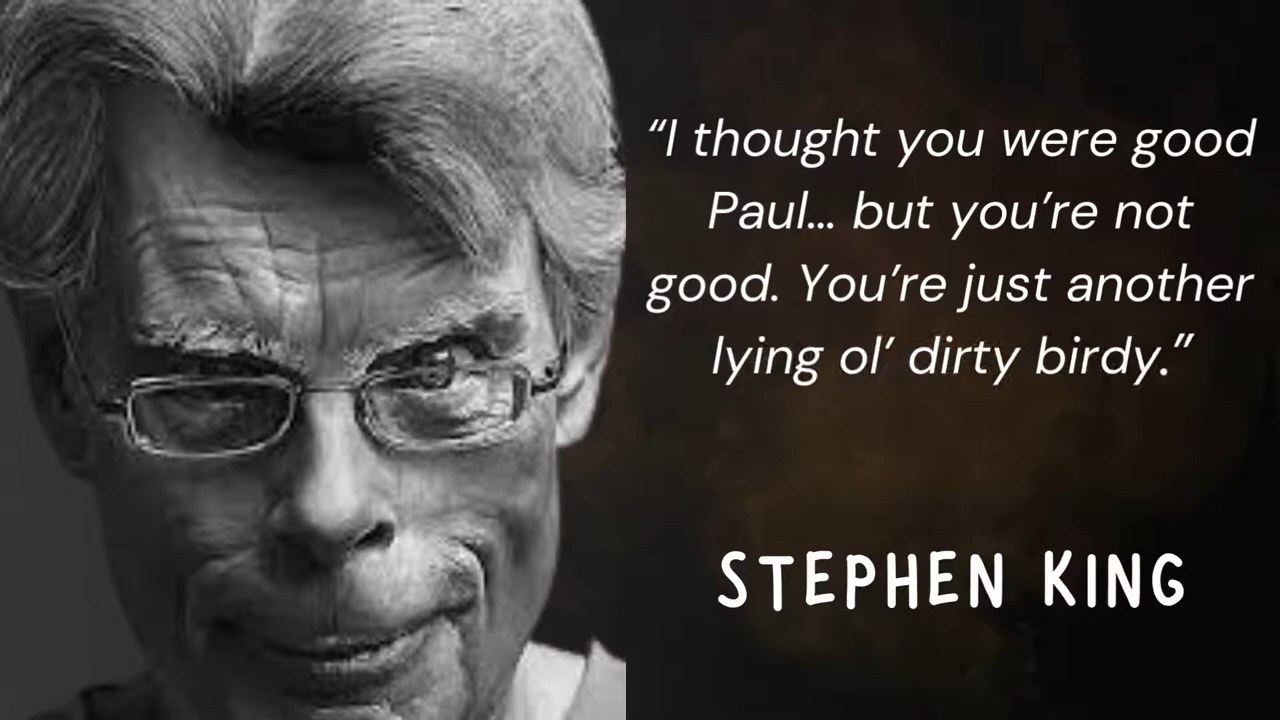 “I thought you were good
Paul... but you’re not
good. You’re just another
lying ol’ dirty birdy.”
STEPHEN KING